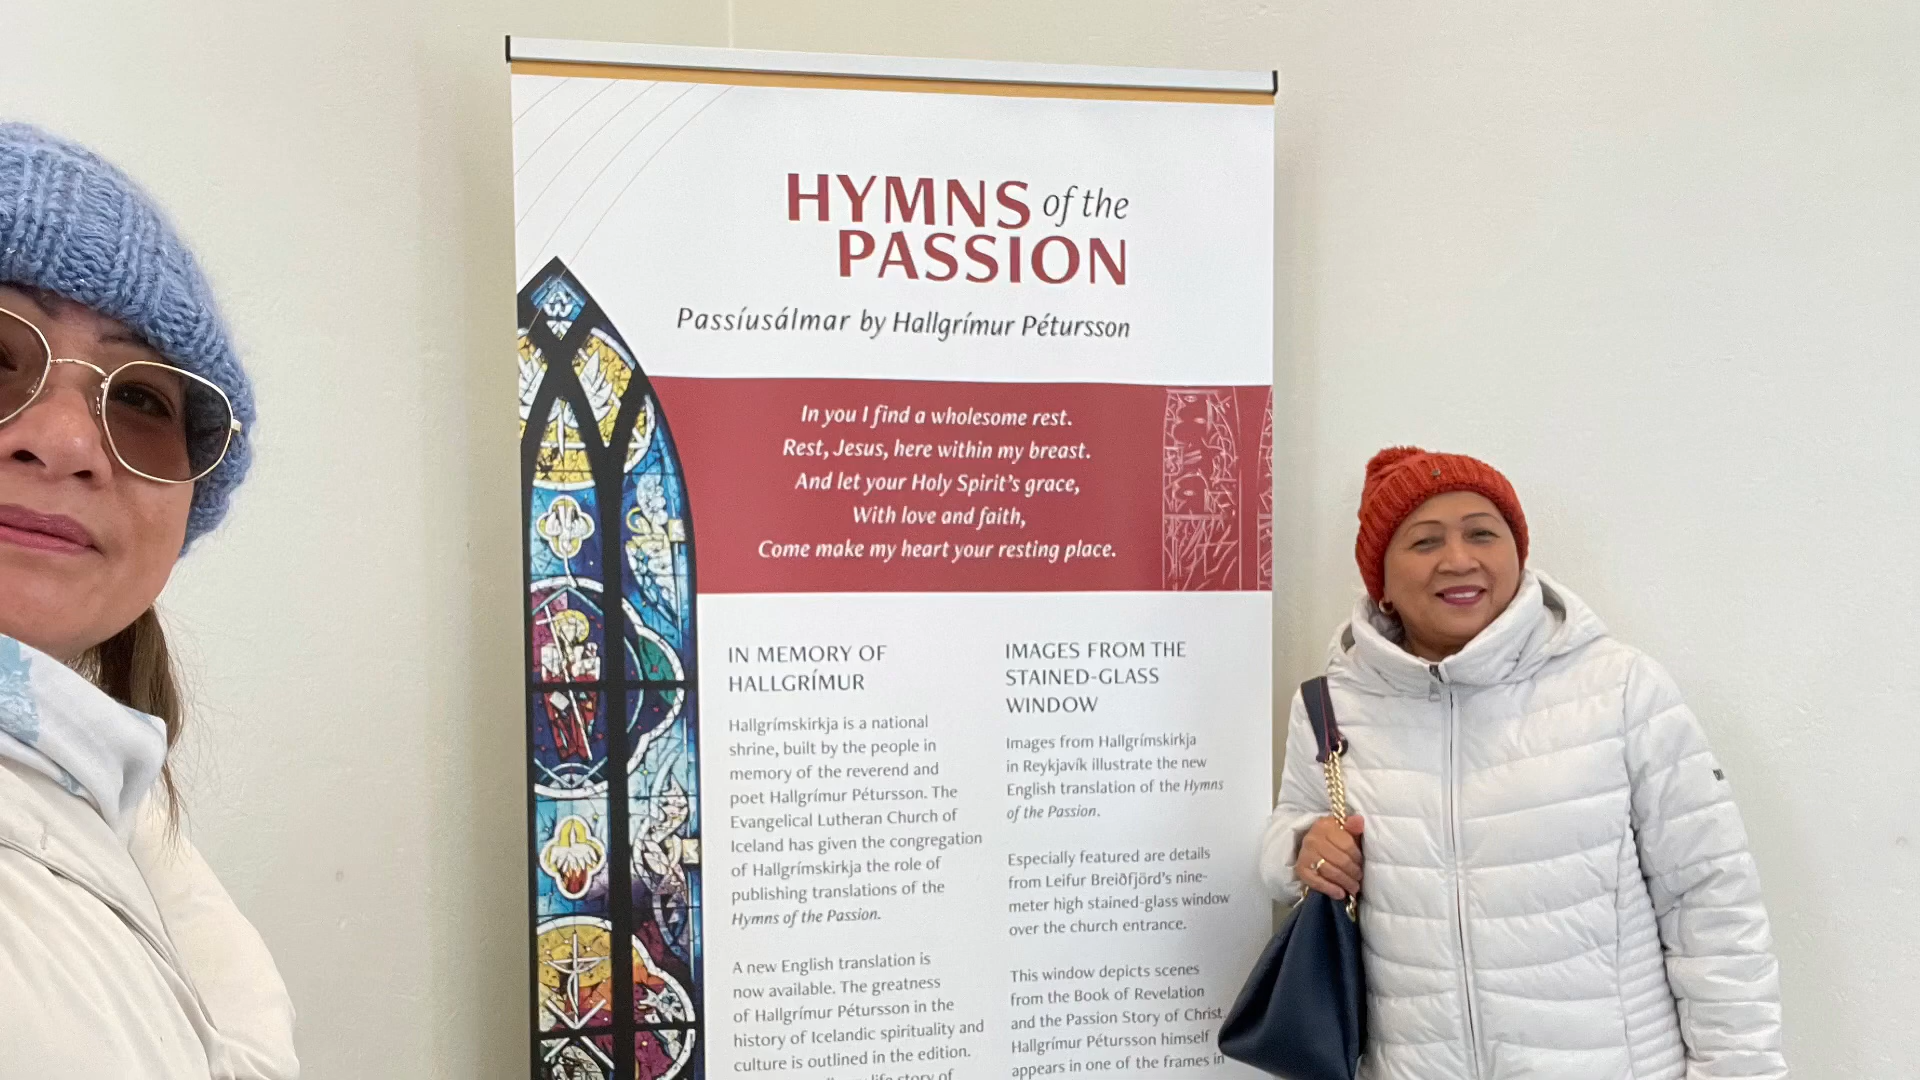 HYMNS of the
PASSION
Passíusálmar by Hallgrímur Pétursson
In you I find a wholesome rest.
Rest, Jesus, here within my breast.
And let your Holy Spirit's grace,
With love and faith,
Come make my heart your resting place.
IN MEMORY OF
HALLGRÍMUR
Hallgrímskirkja is a national
shrine, built by the people in
memory of the reverend and
poet Hallgrímur Pétursson. The
Evangelical Lutheran Church of
Iceland has given the congregation
of Hallgrímskirkja the role of
publishing translations of the
Hymns of the Passion.
A new English translation is
now available. The greatness
of Hallgrímur Pétursson in the
history of Icelandic spirituality and
culture is outlined in the edition.
life story of
IMAGES FROM THE
STAINED-GLASS
WINDOW
Images from Hallgrímskirkja
in Reykjavík illustrate the new
English translation of the Hymns
of the Passion.
Especially featured are details
from Leifur Breiðfjörd's nine-
meter high stained-glass window
over the church entrance.
This window depicts scenes
from the Book of Revelation
and the Passion Story of Christ.
Hallgrímur Pétursson himself
appears in one of the frames in